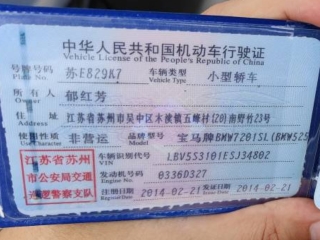 中华人民共和国机动车行驶证
Vehicle License of the People's Republic of China
号牌号码 苏E829K7 车辆类型 小型轿车
Plate No. Vehicle Type
所有人 郁红芳
Owner
住址 江苏省苏州市吴中区木渎镇五峰村(20)南野竹23号
Address
使用性质 非营运 品牌型号 宝马牌BMW7201SL(BMW525
Use Character Model
江苏省苏州
市公安局交通
巡逻警察支队
车辆识别代号 LBV5S3101ESJ34802
VIN
发动机号码 0336D327
Engine No.
注册日期 2014-02-21 发证日期 2014-02-21
Register Date Issue Date